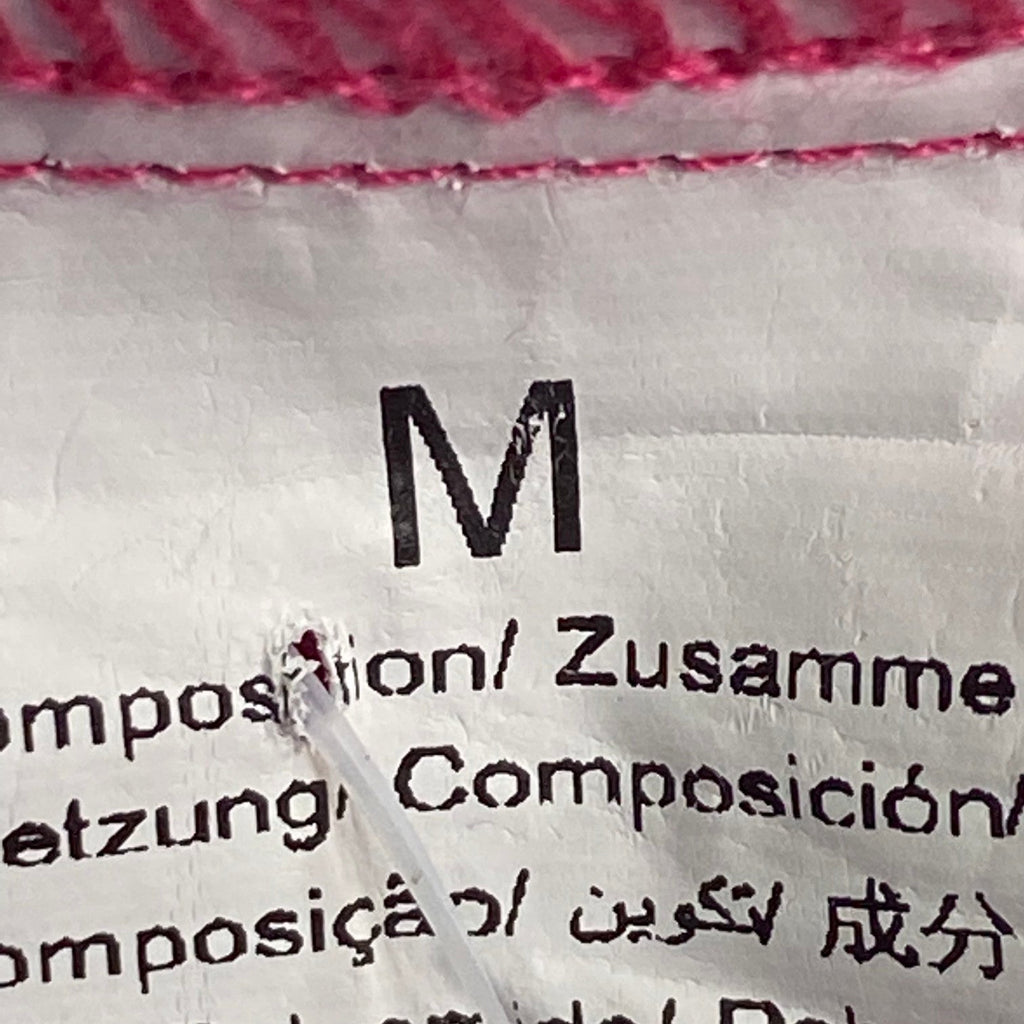 M
omposition/ Zusamme
etzung/ Composición/
omposição/ تكوين/ 成分